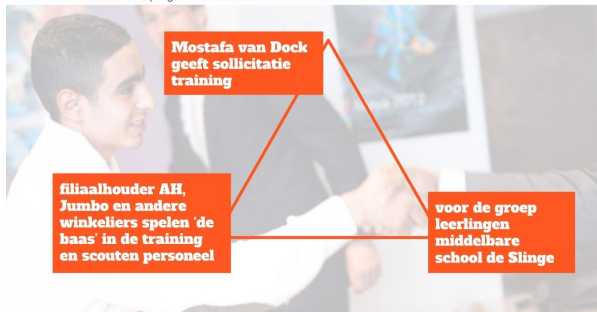 Mostafa van Dock
geeft sollicitatie
training
filiaalhouder AH,
Jumbo en andere
winkeliers spelen 'de
baas' in de training
en scouten personeel
voor de groep
leerlingen
middelbare
school de Slinge